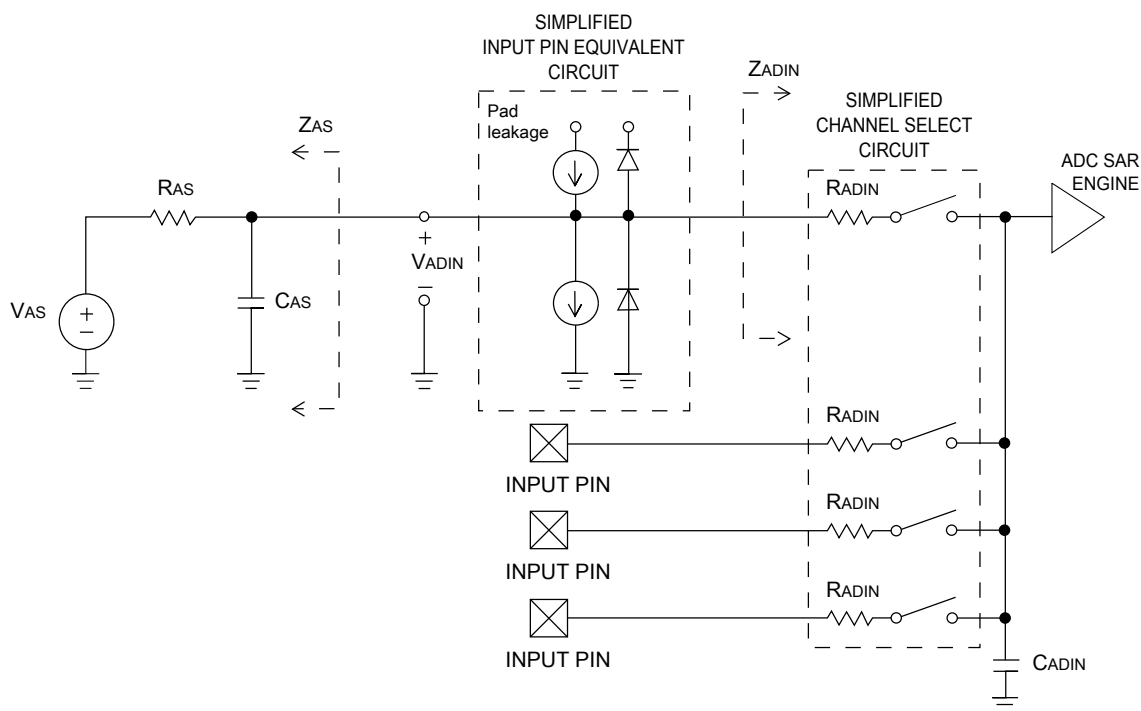 SIMPLIFIED
INPUT PIN EQUIVALENT
CIRCUIT
Pad
leakage
ZAS
RAS
VAS
+
–
CAS
+
VADIN
–
ZADIN
SIMPLIFIED
CHANNEL SELECT
CIRCUIT
RADIN
ADC SAR
ENGINE
RADIN
INPUT PIN
RADIN
INPUT PIN
RADIN
INPUT PIN
CADIN